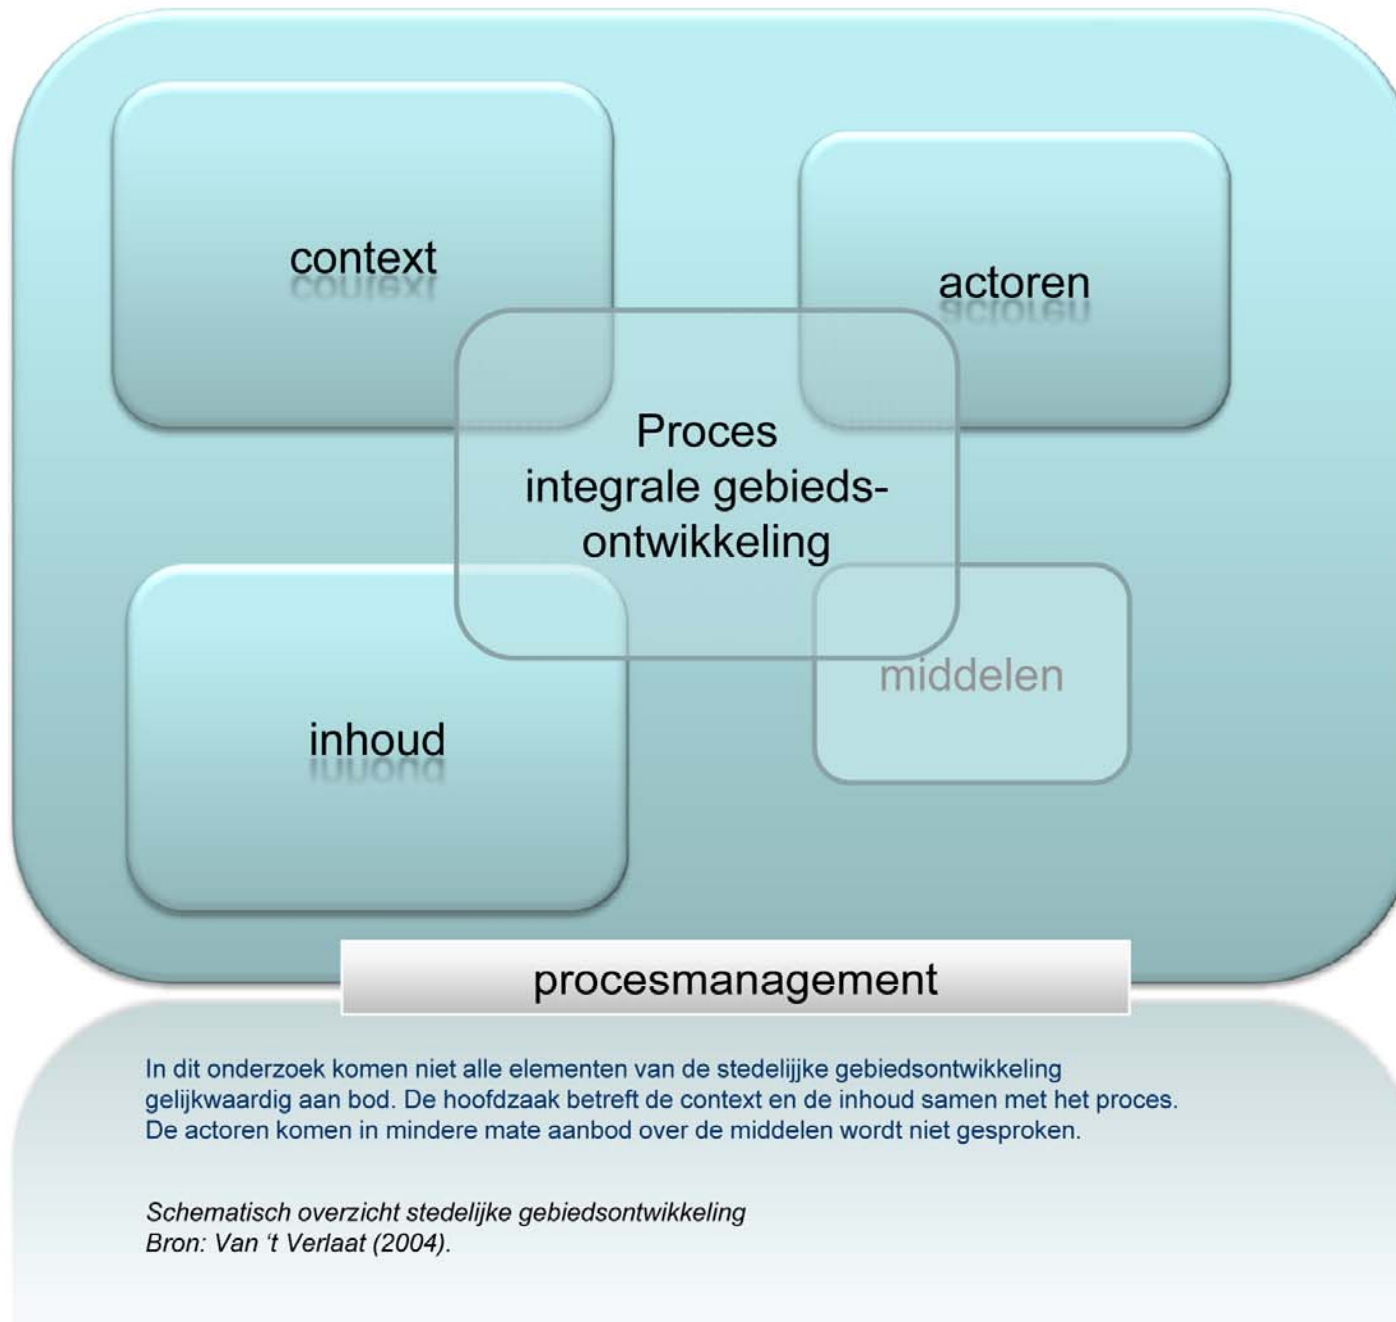 context
actoren
Proces
integrale gebieds-
ontwikkeling
middelen
inhoud
procesmanagement
In dit onderzoek komen niet alle elementen van de stedelijjke gebiedsontwikkeling
gelijkwaardig aan bod. De hoofdzaak betreft de context en de inhoud samen met het proces.
De actoren komen in mindere mate aanbod over de middelen wordt niet gesproken.
Schematisch overzicht stedelijke gebiedsontwikkeling
Bron: Van ‘t Verlaat (2004).